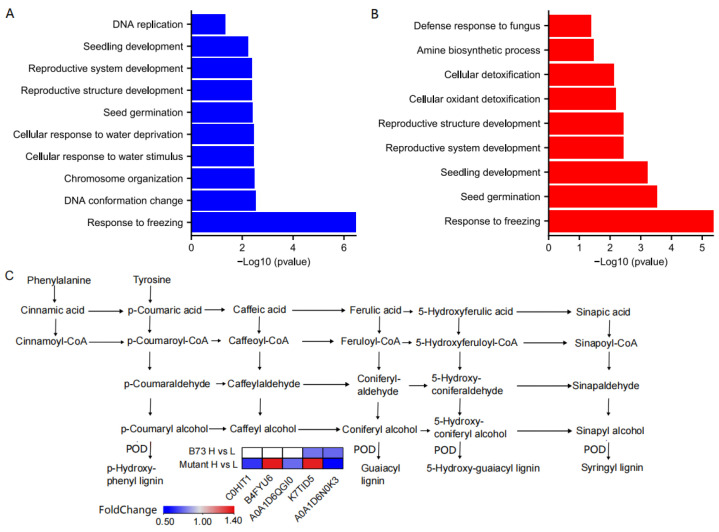 A
DNA replication
Seedling development
Reproductive system development
Reproductive structure development
Seed germination
Cellular response to water deprivation
Cellular response to water stimulus
Chromosome organization
DNA conformation change
Response to freezing
0 2 4 6
−Log10 (pvalue)
B
Defense response to fungus
Amine biosynthetic process
Cellular detoxification
Cellular oxidant detoxification
Reproductive structure development
Reproductive system development
Seedling development
Seed germination
Response to freezing
0 1 2 3 4 5
−Log10 (pvalue)
C
Phenylalanine Tyrosine
Cinnamic acid p-Coumaric acid Caffeic acid Ferulic acid 5-Hydroxyferulic acid Sinapic acid
Cinnamoyl-CoA p-Coumaroyl-CoA Caffeoyl-CoA Feruloyl-CoA 5-Hydroxyferuloyl-CoA Sinapoyl-CoA
p-Coumaraldehyde Caffeylaldehyde Coniferyl-
aldehyde 5-Hydroxy-
coniferaldehyde Sinapaldehyde
p-Coumaryl alcohol Caffeyl alcohol Coniferyl alcohol 5-Hydroxy-
coniferyl alcohol Sinapyl alcohol
POD B73 H vs L POD POD POD
Mutant H vs L
p-Hydroxy-
phenyl lignin Guaiacyl
lignin 5-Hydroxy-guaiacyl lignin Syringyl lignin
C0HIT1 B4FYU6 A0A1D6QGI0 K7TID5 A0A1D6N0K3
FoldChange
0.50 1.00 1.40